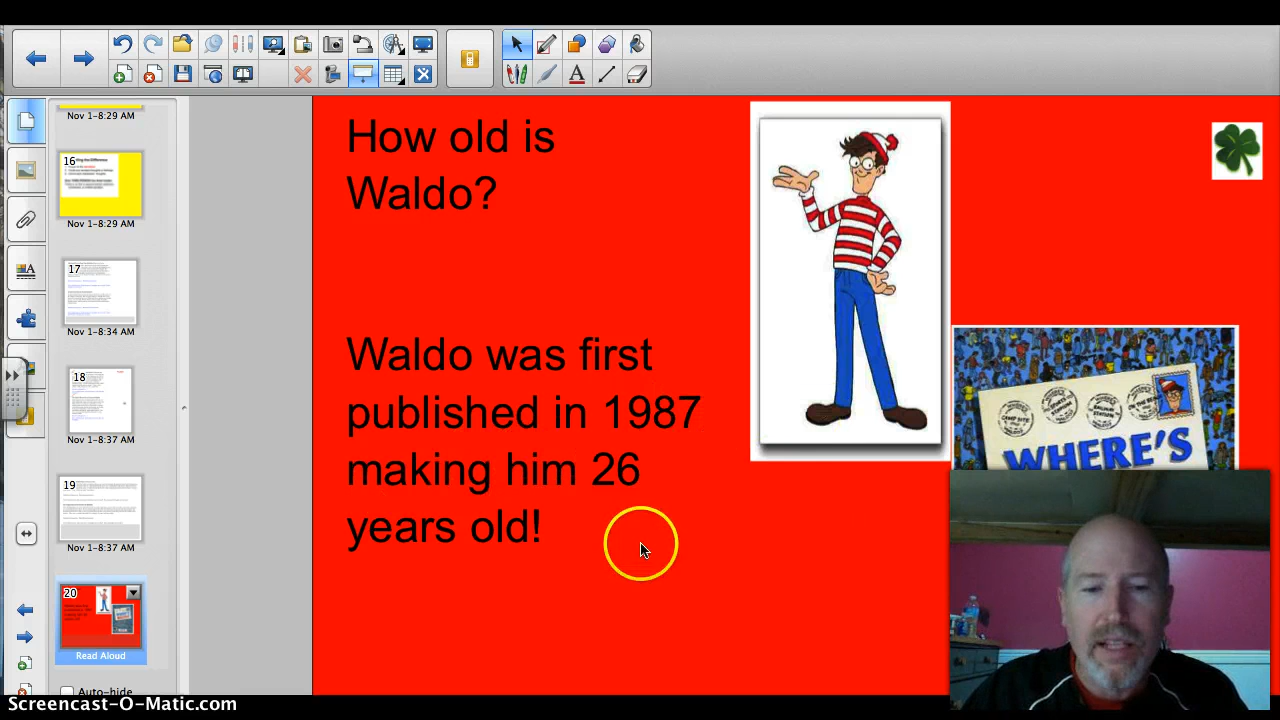 Nov 1-8:29 AM
16
Nov 1-8:29 AM
17
Nov 1-8:34 AM
18
Nov 1-8:37 AM
19
Nov 1-8:37 AM
20
Read Aloud
Auto-hide
How old is
Waldo?
Waldo was first
published in 1987
making him 26
years old!
WHERE'S
Screencast-O-Matic.com